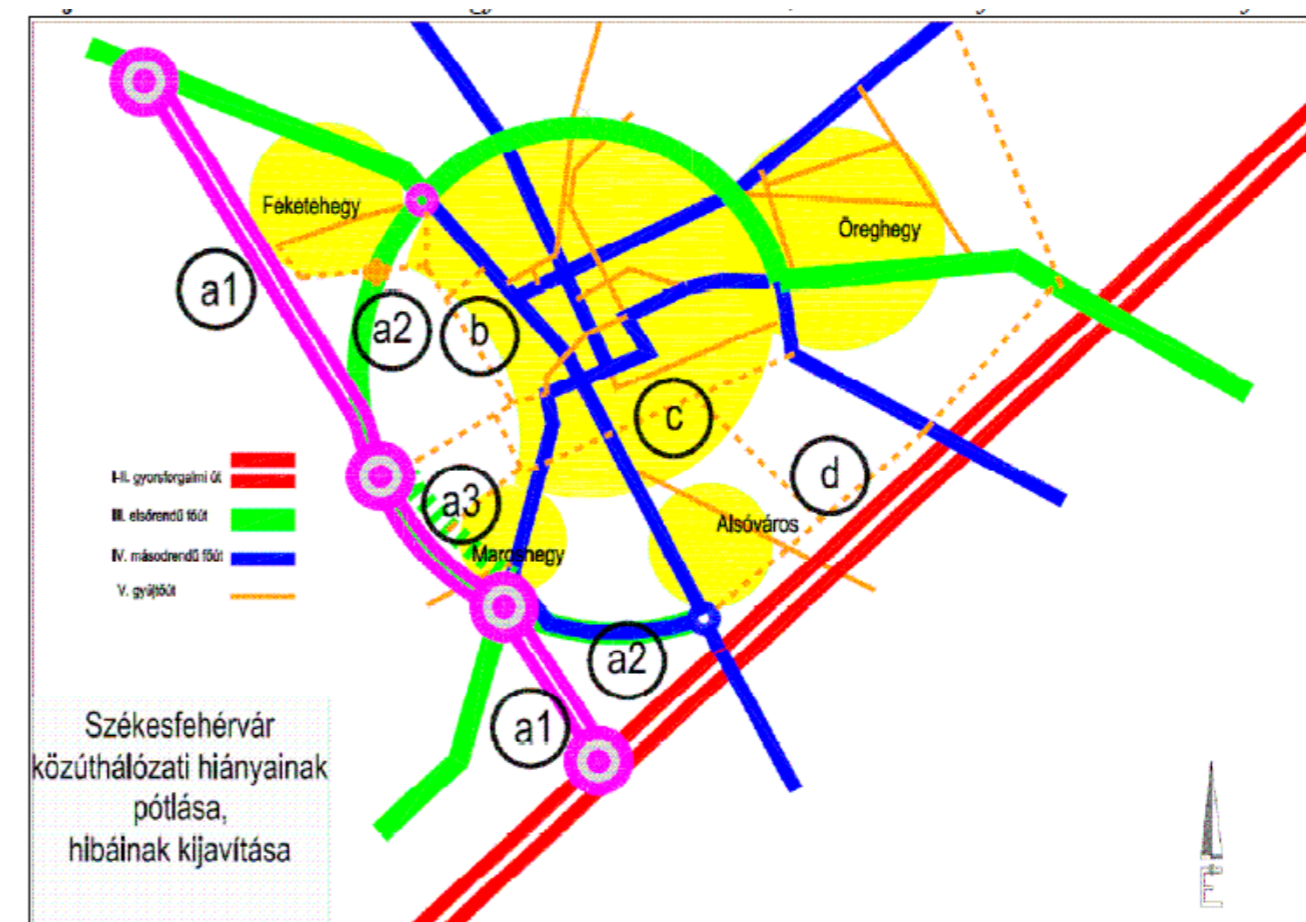 Feketehegy
Öreghegy
a1
a2
b
c
I-II. gyorsforgalmi út
III. elsőrendű főút
IV. másodrendű főút
V. gyűjtőút
a3
d
Alsóváros
Maroshegy
a2
a1
Székesfehérvár
közúthálózati hiányainak
pótlása,
hibáinak kijavítása
É